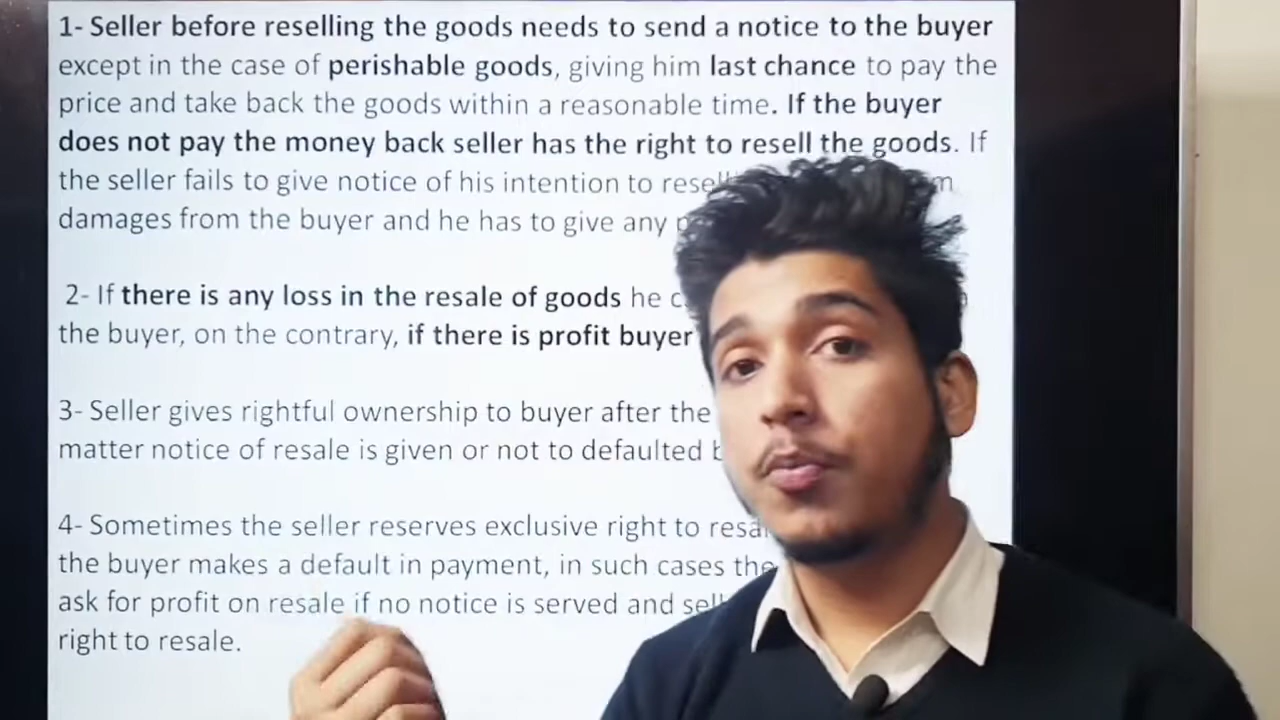 1- Seller before reselling the goods needs to send a notice to the buyer
except in the case of perishable goods, giving him last chance to pay the
price and take back the goods within a reasonable time. If the buyer
does not pay the money back seller has the right to resell the goods. If
the seller fails to give notice of his intention to
damages from the buyer and he has to give any
2- If there is any loss in the resale of goods he
the buyer, on the contrary, if there is profit buyer
3- Seller gives rightful ownership to buyer after the
matter notice of resale is given or not to defaulted
4- Sometimes the seller reserves exclusive right to
the buyer makes a default in payment, in such cases the
ask for profit on resale if no notice is served and
right to resale.